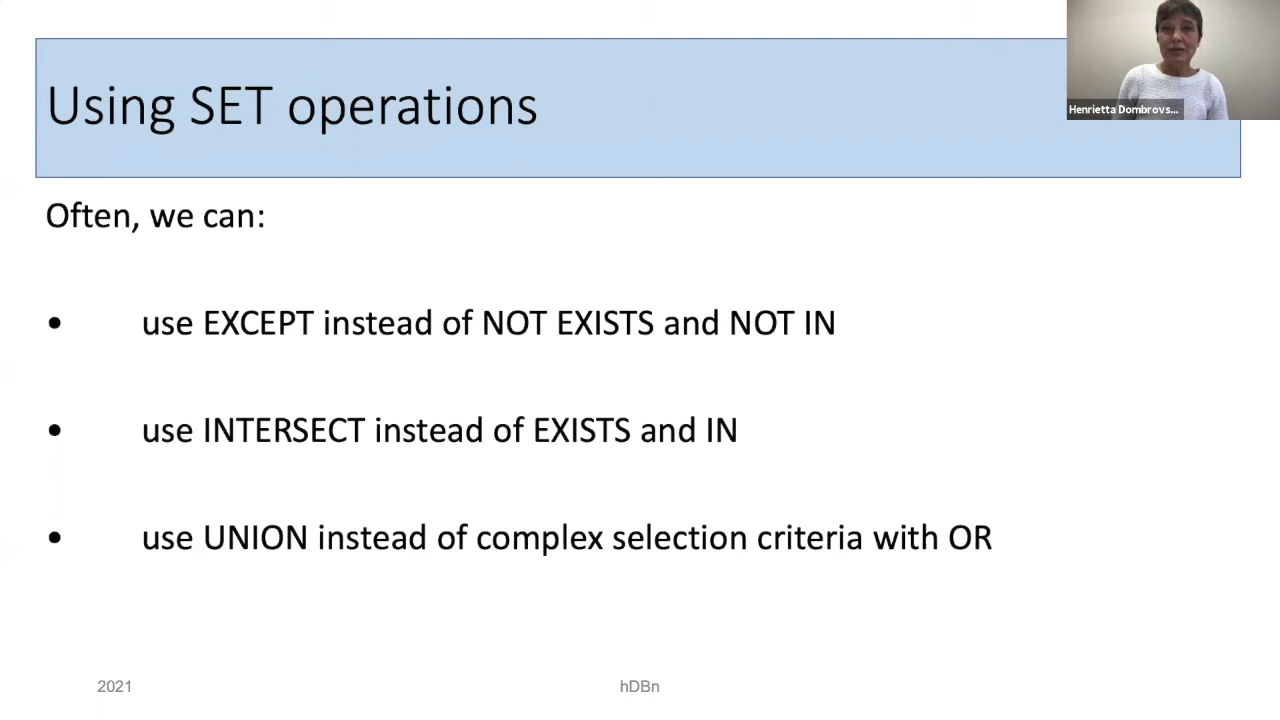 Using SET operations
Henrietta Dombrovs...
Often, we can:
• use EXCEPT instead of NOT EXISTS and NOT IN
• use INTERSECT instead of EXISTS and IN
• use UNION instead of complex selection criteria with OR
2021
hDBn